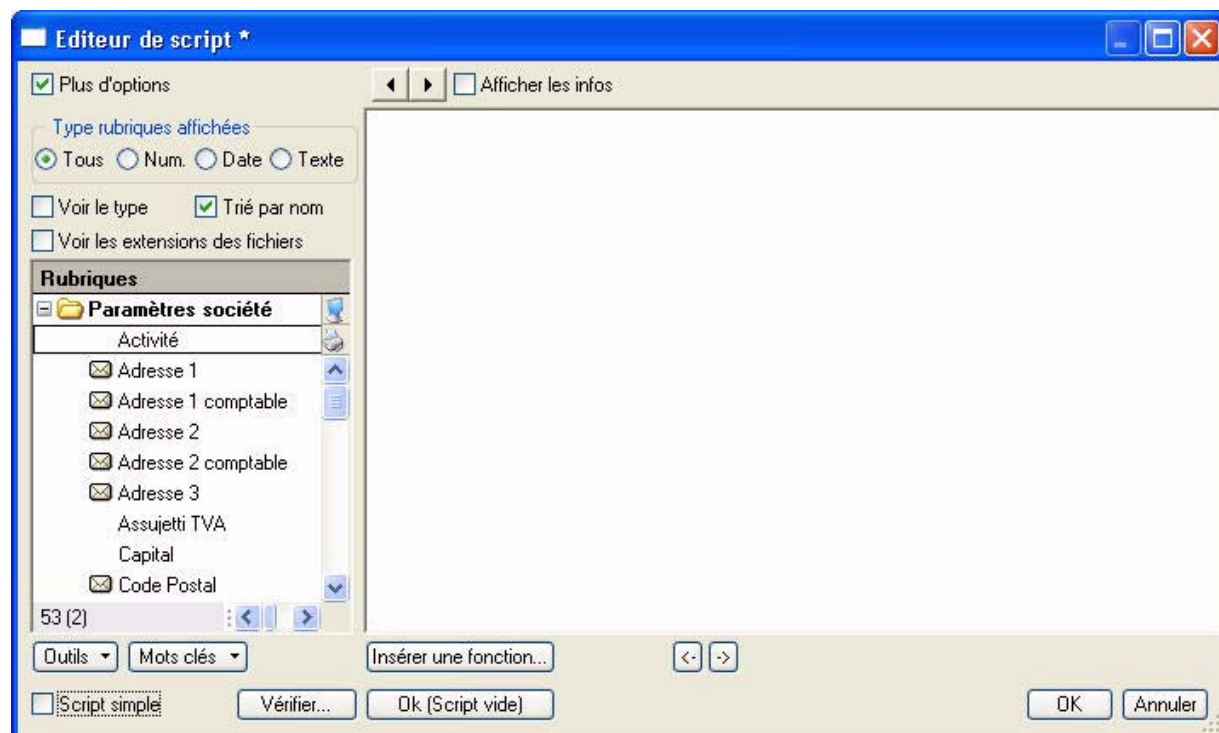 Editeur de script *
Plus d'options
Afficher les infos
Type rubriques affichées
Tous Num. Date Texte
Voir le type Trié par nom
Voir les extensions des fichiers
Rubriques
Paramètres société
Activité
Adresse 1
Adresse 1 comptable
Adresse 2
Adresse 2 comptable
Adresse 3
Assujetti TVA
Capital
Code Postal
53 (2)
Outils Mots clés Insérer une fonction... <- ->
Script simple Vérifier... Ok (Script vide) OK Annuler